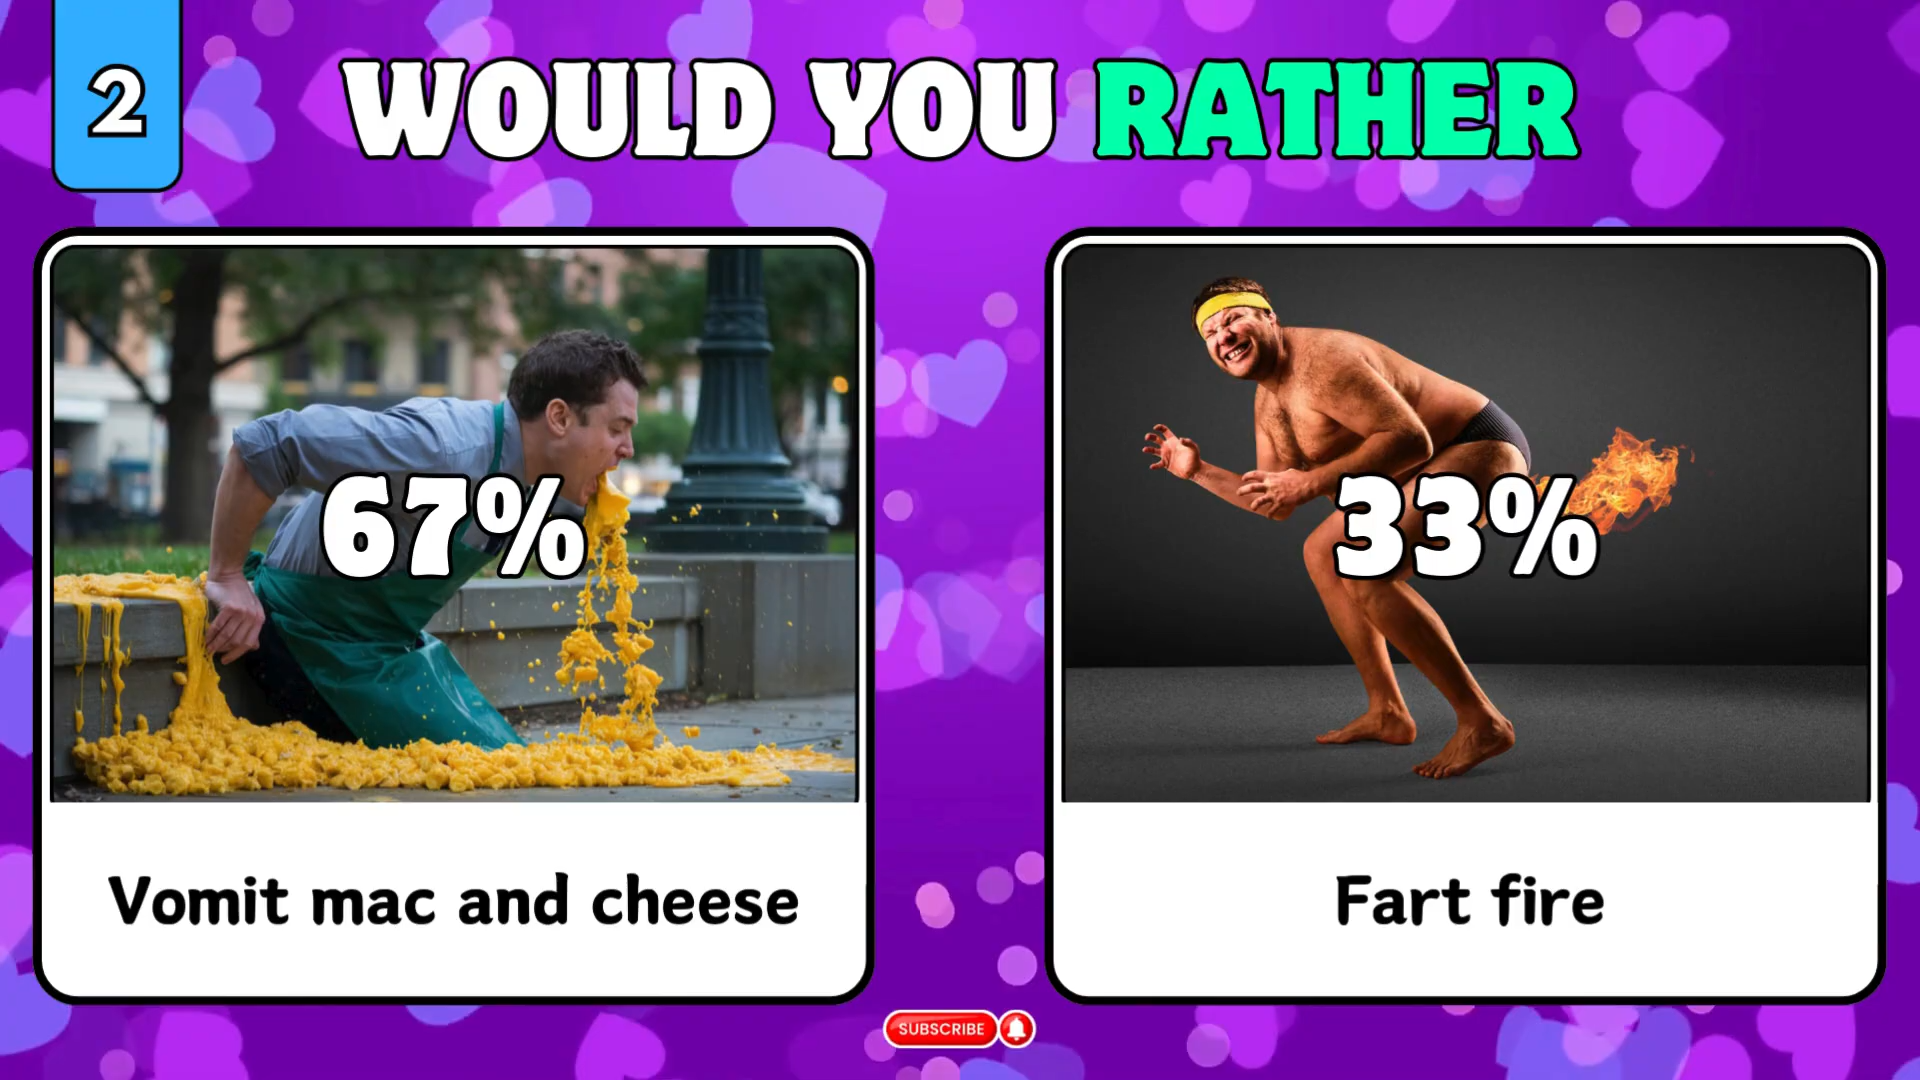 2
WOULD YOU RATHER
67%
33%
Vomit mac and cheese
Fart fire
SUBSCRIBE